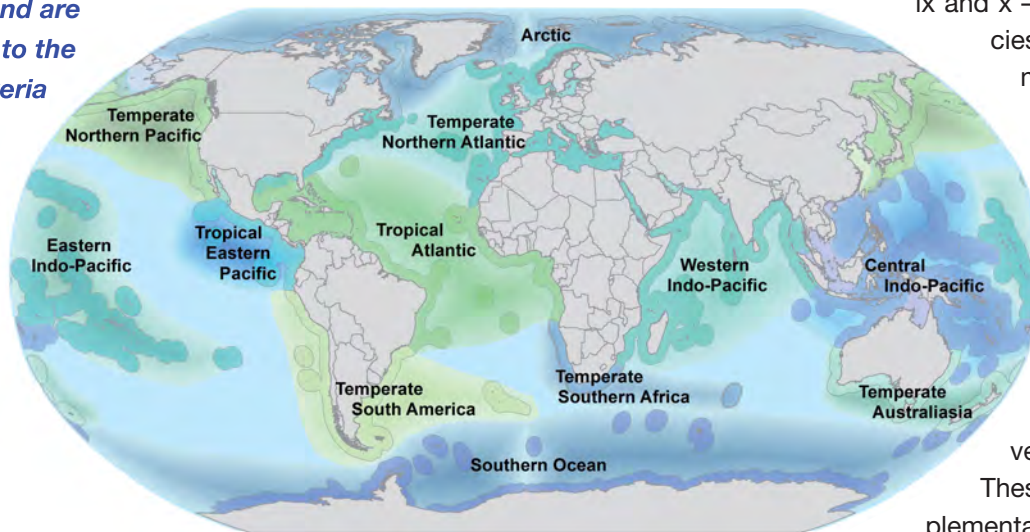 nd are
to the
eria
ix and x –
cies
Arctic
Temperate
Northern Pacific
Temperate
Northern Atlantic
Eastern
Indo-Pacific
Tropical
Eastern
Pacific
Tropical
Atlantic
Western
Indo-Pacific
Central
Indo-Pacific
Temperate
South America
Temperate
Southern Africa
Temperate
Australiasia
Southern Ocean
ve
Thes
plementa